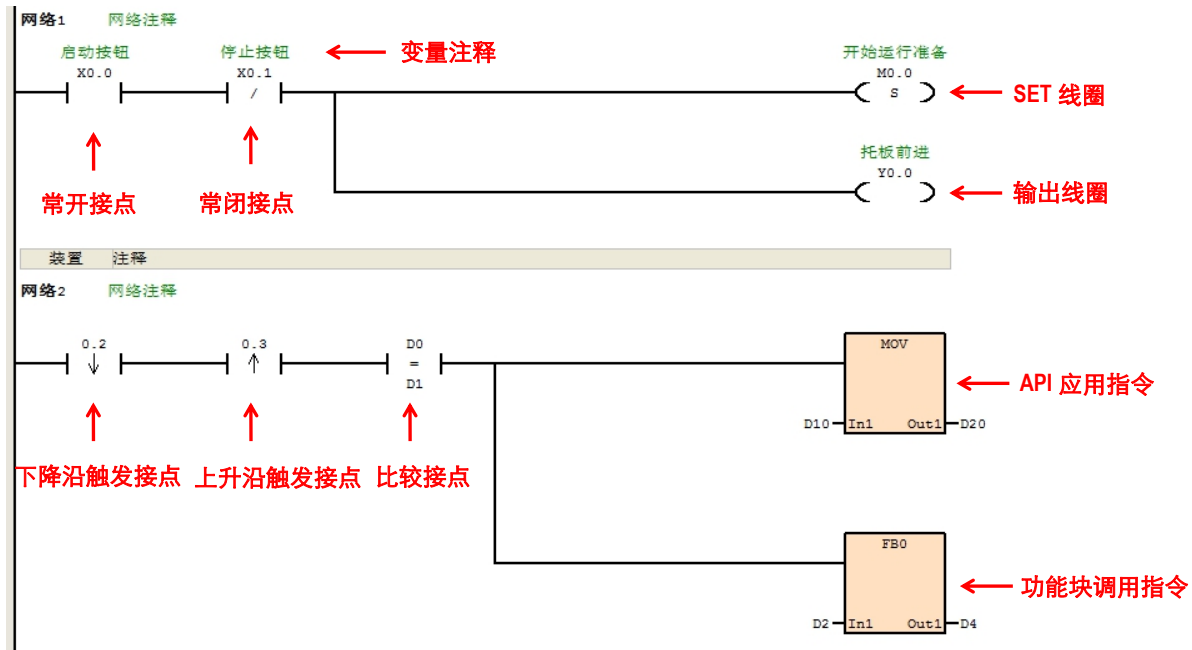 网络1 网络注释
启动按钮 停止按钮 变量注释 开始运行准备
X0.0 X0.1 M0.0
/ S SET 线圈
托板前进
Y0.0
常开接点 常闭接点 输出线圈
装置 注释
网络2 网络注释
0.2 0.3 D0 MOV
=
D1 API 应用指令
D10 In1 Out1 D20
下降沿触发接点 上升沿触发接点 比较接点
FB0
功能块调用指令
D2 In1 Out1 D4